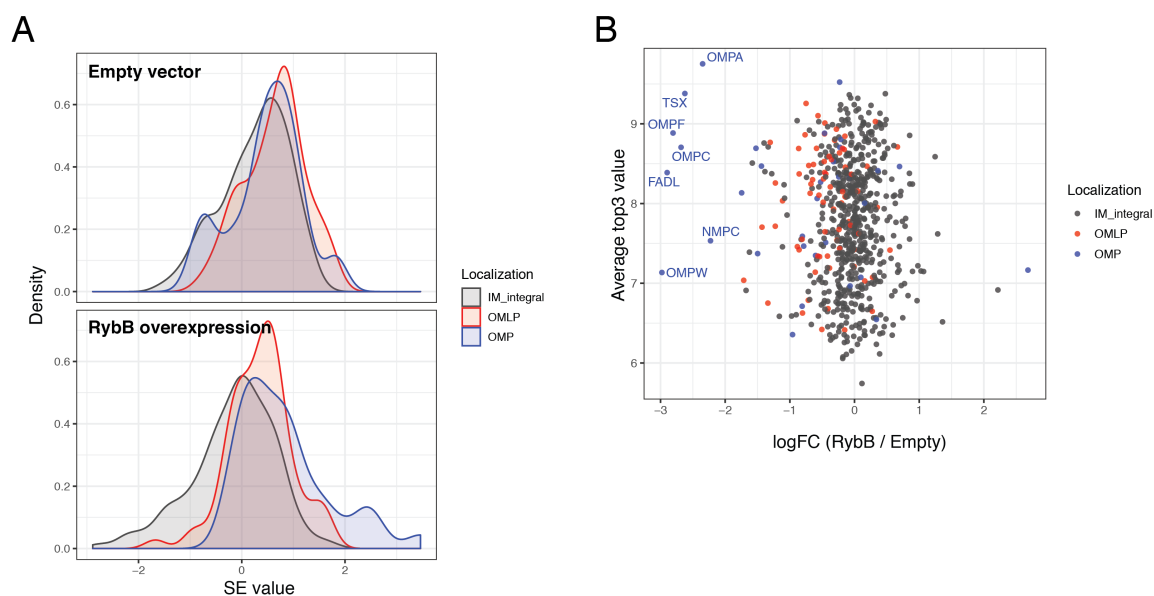 A
Empty vector
0.6
0.4
0.2
0.0
RybB overexpression
0.6
0.4
0.2
0.0
−2
0
2
SE value
Density
Localization
IM_integral
OMLP
OMP
B
OMPA
TSX
OMPF
OMPC
FADL
NMPC
OMPW
9
8
7
6
−3
−2
−1
0
1
2
logFC (RybB / Empty)
Average top3 value
Localization
IM_integral
OMLP
OMP